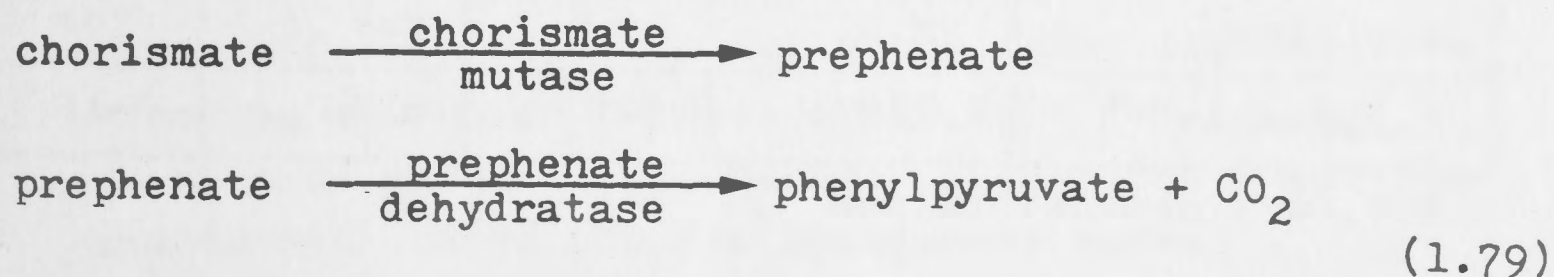 chorismate
chorismate
mutase
prephenate
prephenate
prephenate
dehydratase
phenylpyruvate + CO2
(1.79)